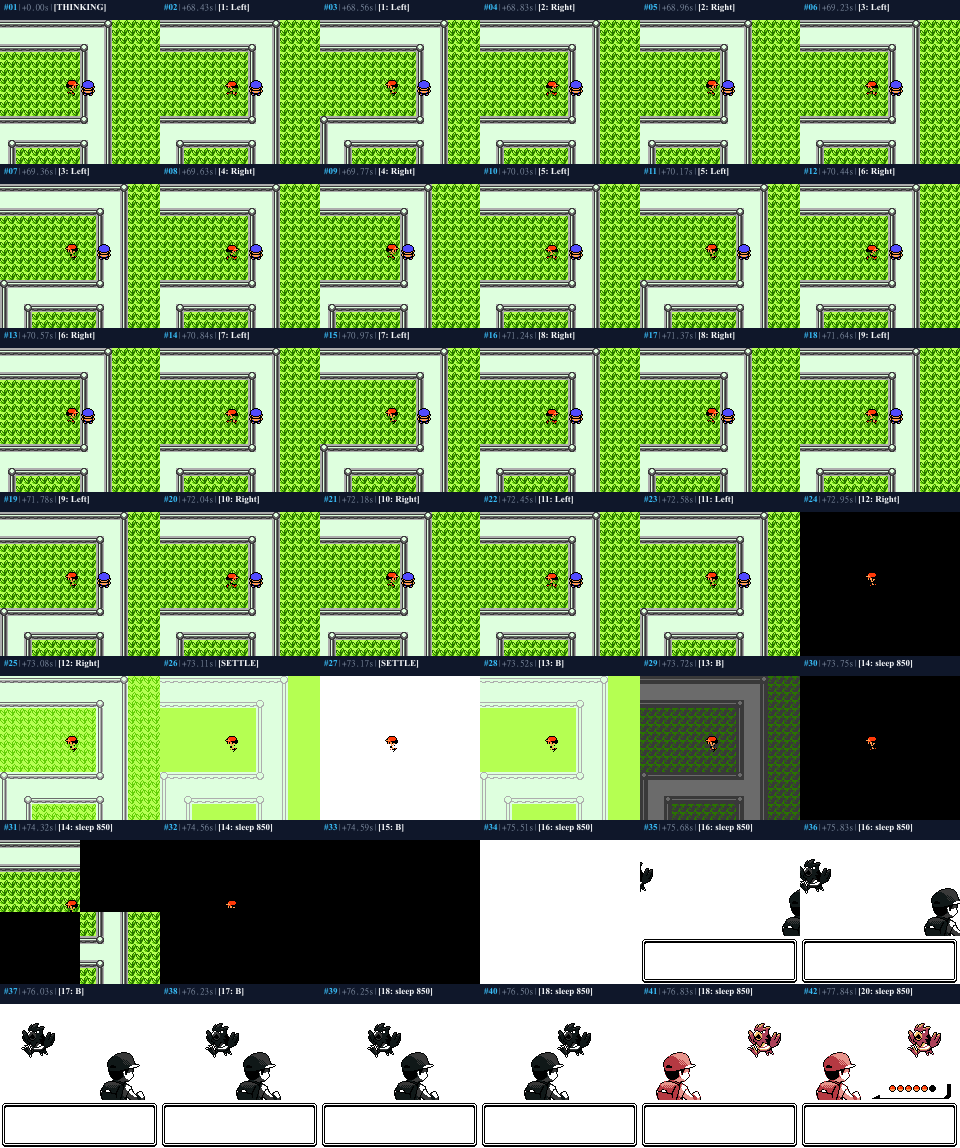 #01|+0.00s|[THINKING] #02|+68.43s|[1: Left] #03|+68.56s|[1: Left] #04|+68.83s|[2: Right] #05|+68.96s|[2: Right] #06|+69.23s|[3: Left]
#07|+69.36s|[3: Left] #08|+69.63s|[4: Right] #09|+69.77s|[4: Right] #10|+70.03s|[5: Left] #11|+70.17s|[5: Left] #12|+70.44s|[6: Right]
#13|+70.57s|[6: Right] #14|+70.84s|[7: Left] #15|+70.97s|[7: Left] #16|+71.24s|[8: Right] #17|+71.37s|[8: Right] #18|+71.64s|[9: Left]
#19|+71.78s|[9: Left] #20|+72.04s|[10: Right] #21|+72.18s|[10: Right] #22|+72.45s|[11: Left] #23|+72.58s|[11: Left] #24|+72.95s|[12: Right]
#25|+73.08s|[12: Right] #26|+73.11s|[SETTLE] #27|+73.17s|[SETTLE] #28|+73.52s|[13: B] #29|+73.72s|[13: B] #30|+73.75s|[14: sleep 850]
#31|+74.32s|[14: sleep 850] #32|+74.56s|[14: sleep 850] #33|+74.59s|[15: B] #34|+75.51s|[16: sleep 850] #35|+75.68s|[16: sleep 850] #36|+75.83s|[16: sleep 850]
#37|+76.03s|[17: B] #38|+76.23s|[17: B] #39|+76.25s|[18: sleep 850] #40|+76.50s|[18: sleep 850] #41|+76.83s|[18: sleep 850] #42|+77.84s|[20: sleep 850]